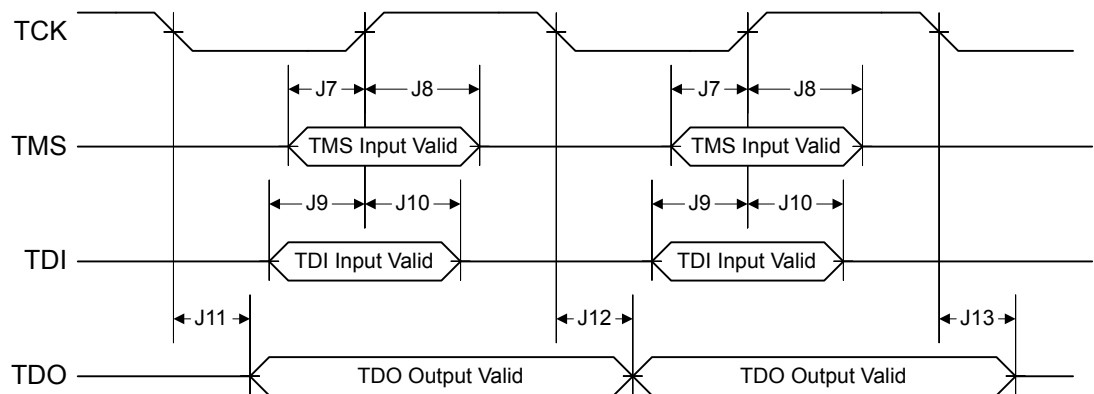 TCK
J7 J8 J7 J8
TMS TMS Input Valid TMS Input Valid
J9 J10 J9 J10
TDI TDI Input Valid TDI Input Valid
J11 J12 J13
TDO TDO Output Valid TDO Output Valid